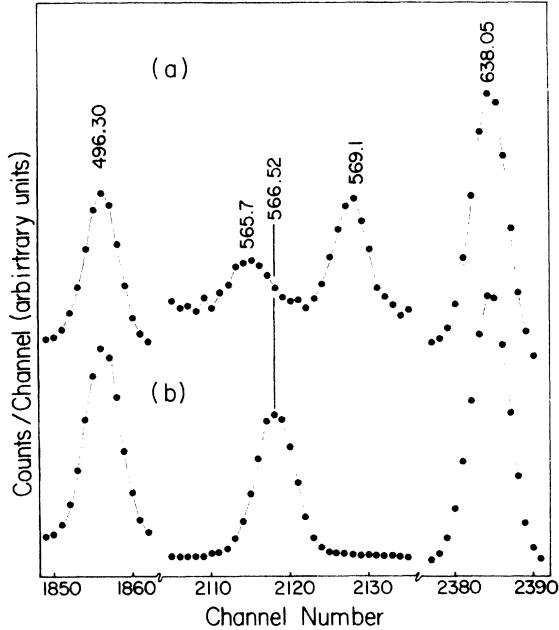 (a)
496.30
565.7
566.52
569.1
638.05
(b)
Counts/Channel (arbirtrary units)
1850 1860 2110 2120 2130 2380 2390
Channel Number